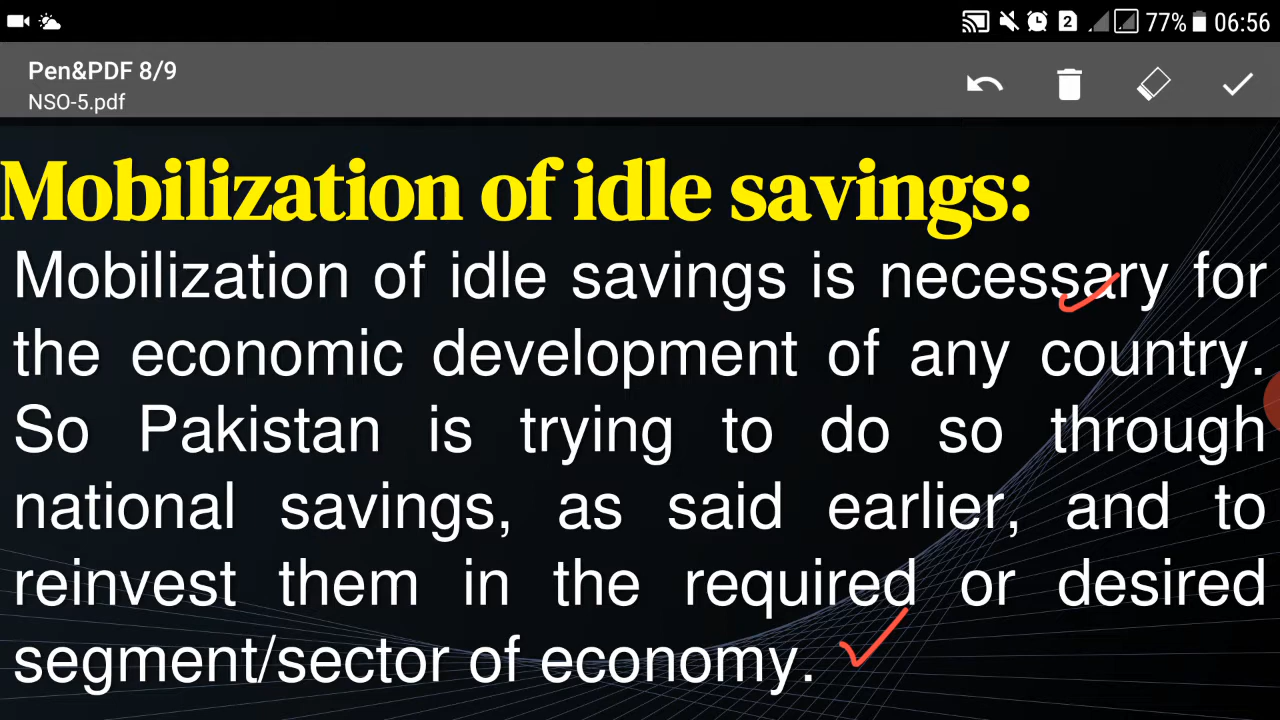 2 77% 06:56
Pen&PDF 8/9
NSO-5.pdf
Mobilization of idle savings:
Mobilization of idle savings is necessary for
the economic development of any country.
So Pakistan is trying to do so through
national savings, as said earlier, and to
reinvest them in the required or desired
segment/sector of economy.